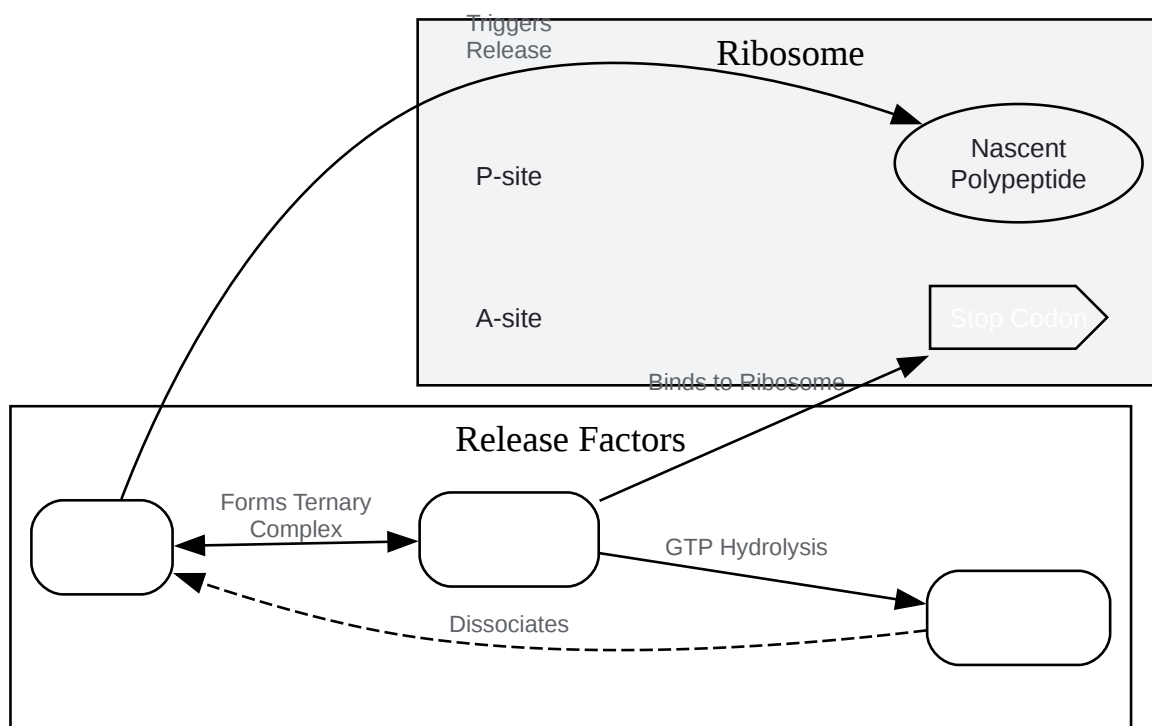 Triggers
Release
Ribosome
Nascent
Polypeptide
P-site
A-site
Stop Codon
Binds to Ribosome
Release Factors
Forms Ternary
Complex
GTP Hydrolysis
Dissociates